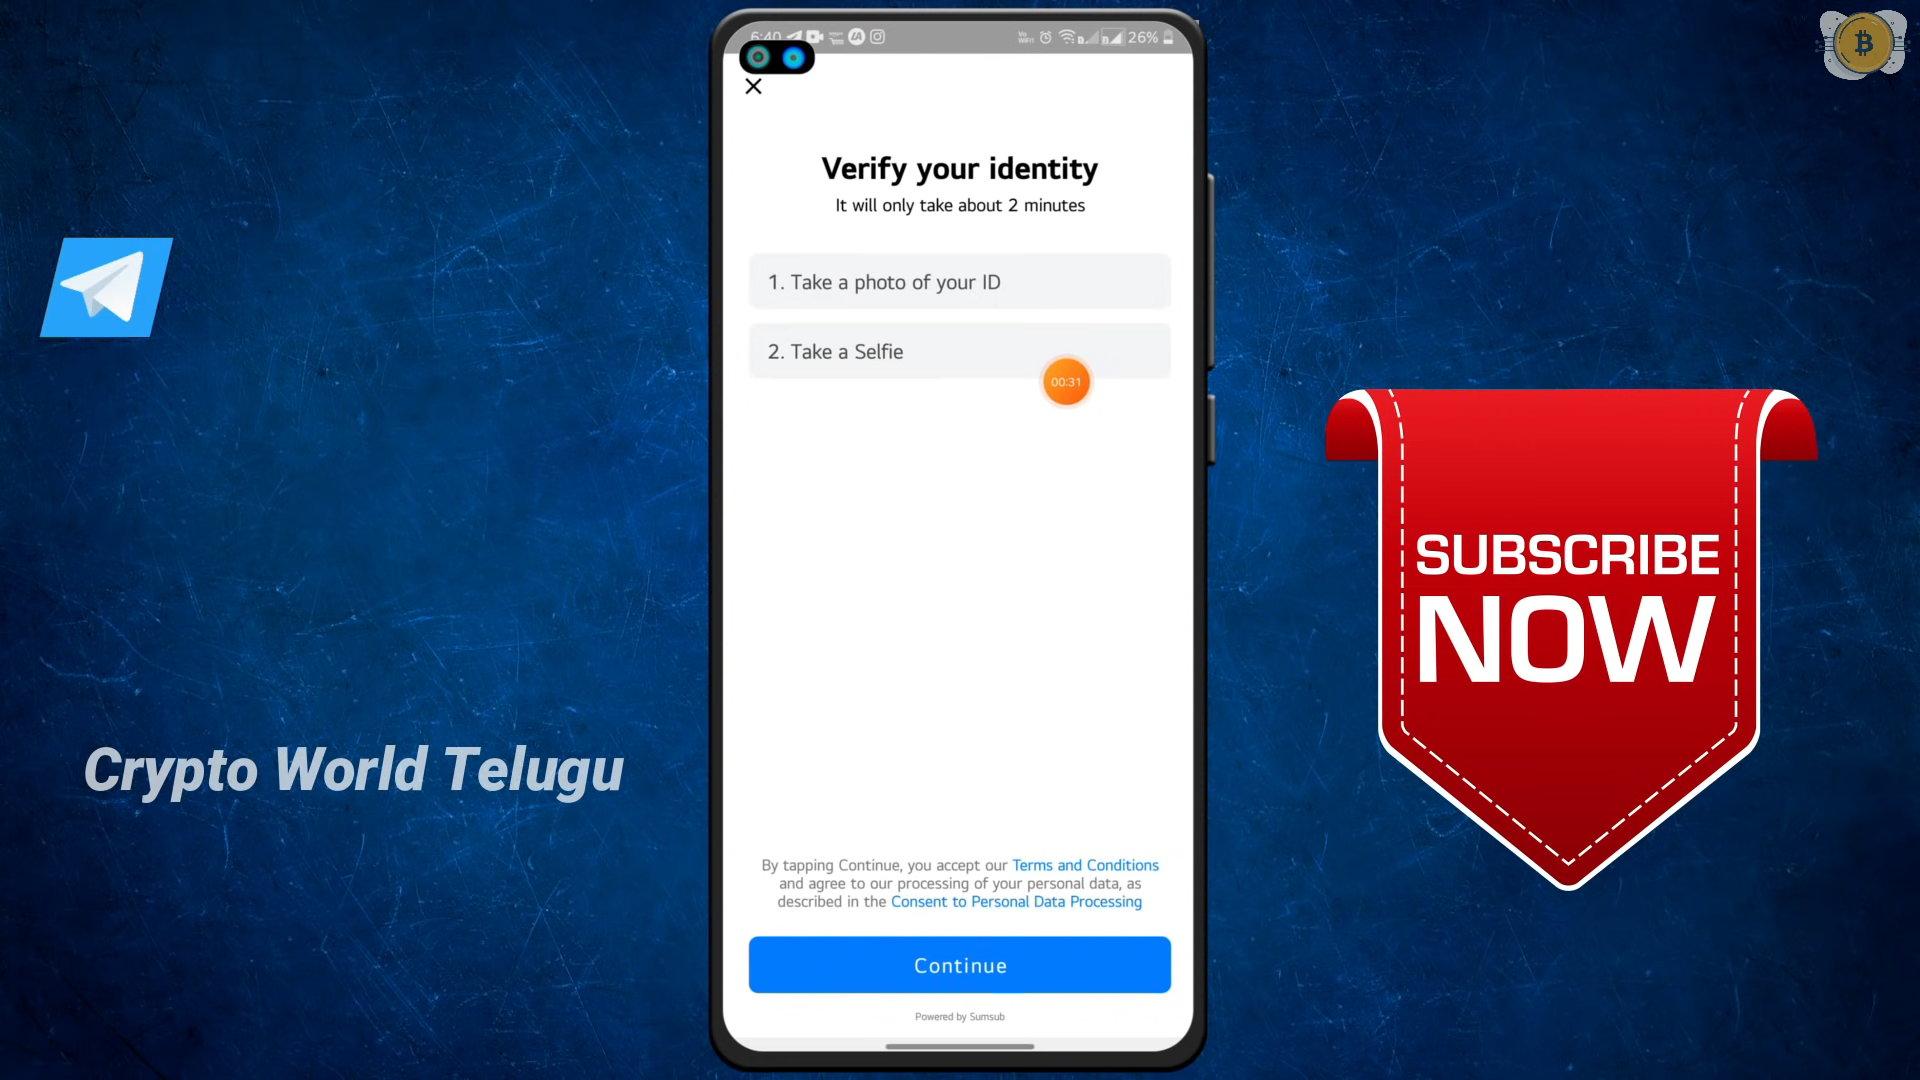 6:40
26%
Verify your identity
It will only take about 2 minutes
1. Take a photo of your ID
2. Take a Selfie
00:31
By tapping Continue, you accept our Terms and Conditions
and agree to our processing of your personal data, as
described in the Consent to Personal Data Processing
Continue
Powered by Sumsub
Crypto World Telugu
SUBSCRIBE
NOW